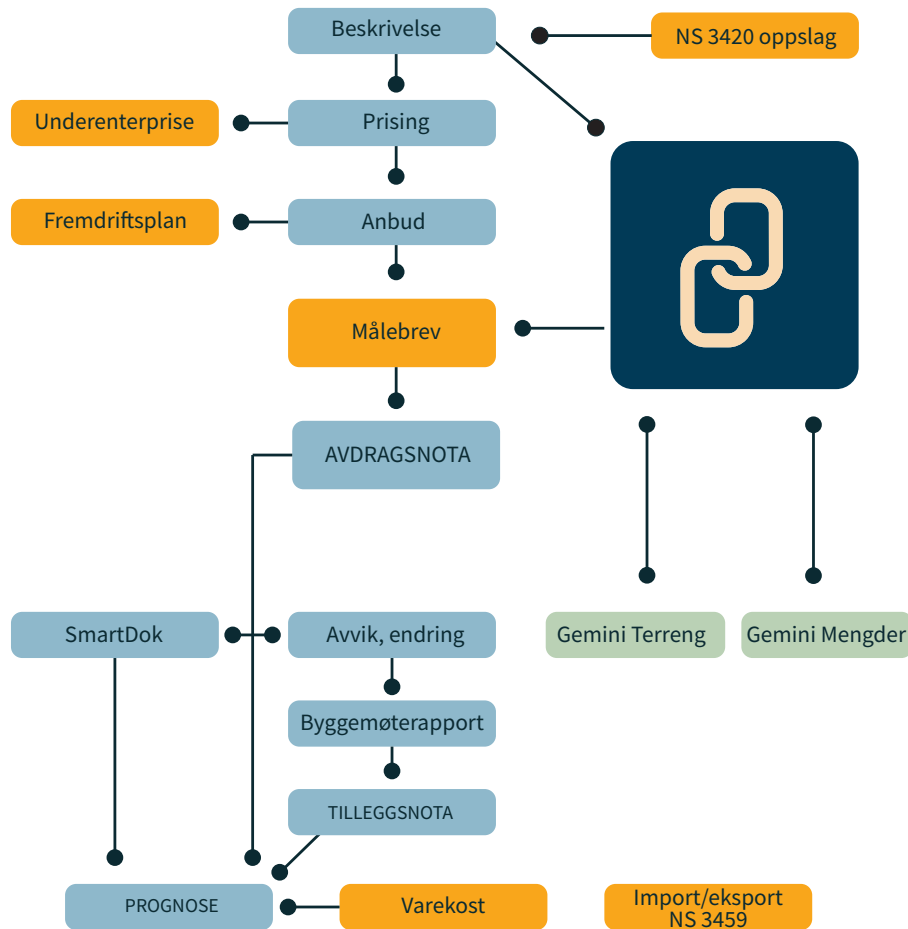 Beskrivelse
NS 3420 oppslag
Underenterprise
Prising
Fremdriftsplan
Anbud
Målebrev
AVDRAGSNOTA
SmartDok
Avvik, endring
Gemini Terreng
Gemini Mengder
Byggemøterapport
TILLEGGSNOTA
PROGNOSE
Varekost
Import/eksport
NS 3459